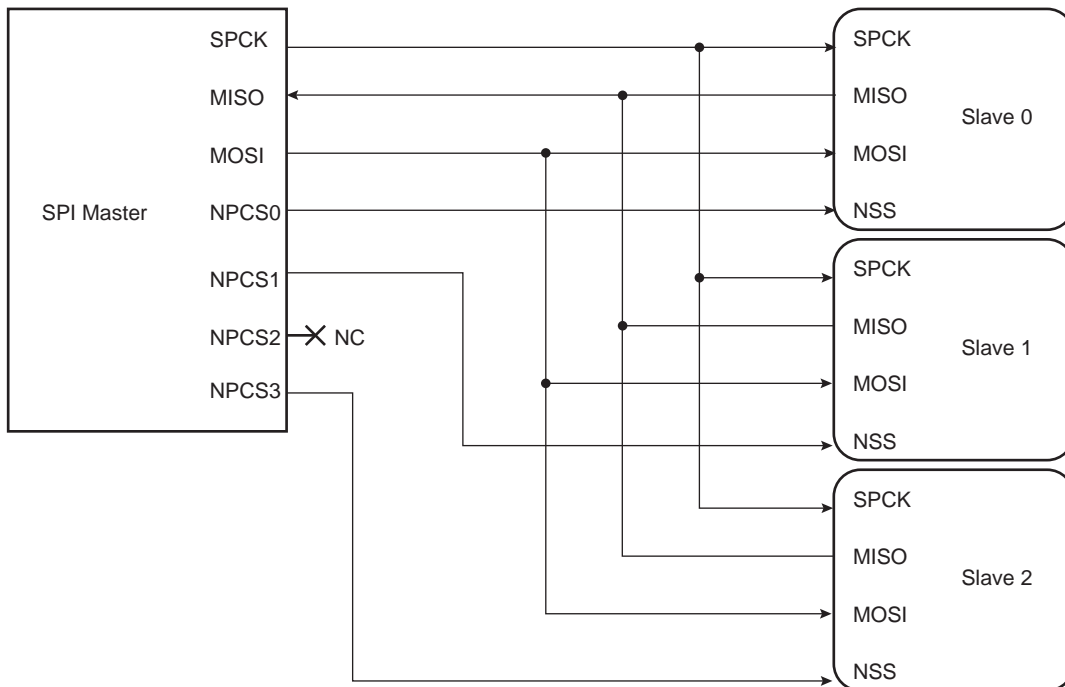 SPI Master
SPCK
MISO
MOSI
NPCS0
NPCS1
NPCS2
NC
NPCS3
SPCK
MISO
Slave 0
MOSI
NSS
SPCK
MISO
Slave 1
MOSI
NSS
SPCK
MISO
Slave 2
MOSI
NSS